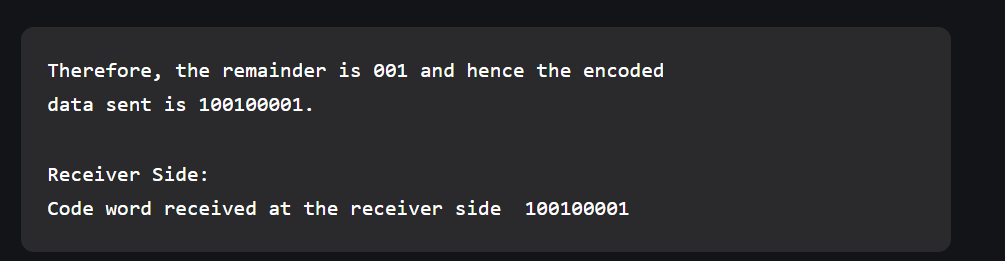 Therefore, the remainder is 001 and hence the encoded
data sent is 100100001.
Receiver Side:
Code word received at the receiver side  100100001